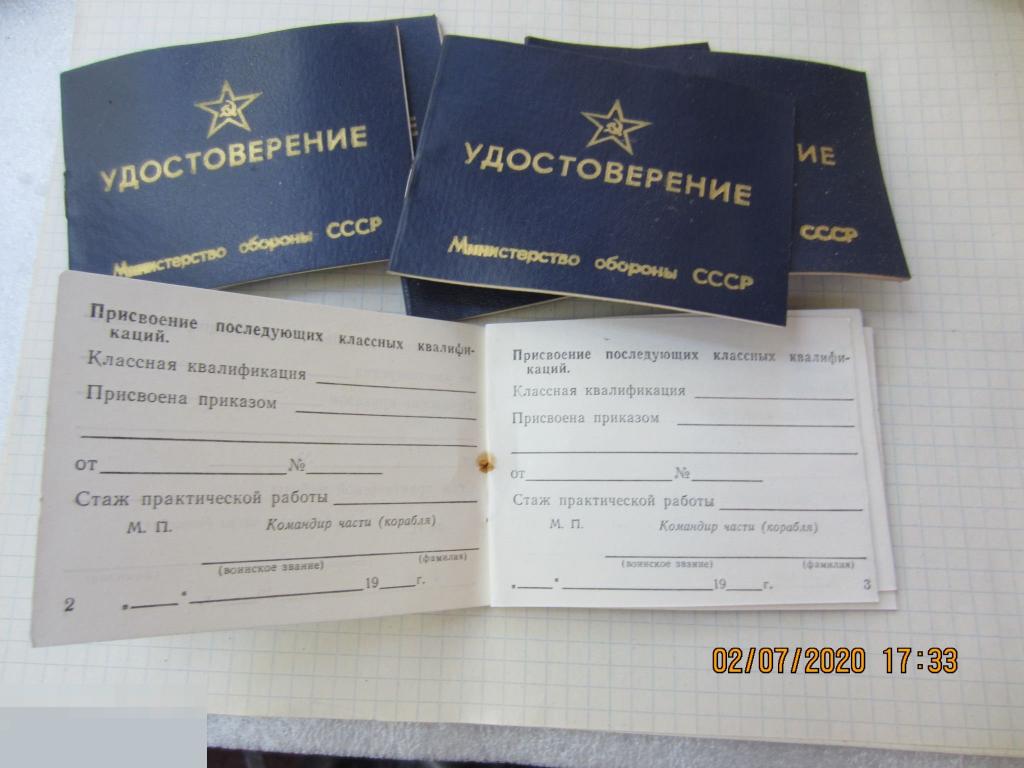 УДОСТОВЕРЕНИЕ
Министерство обороны СССР
УДОСТОВЕРЕНИЕ
Министерство обороны СССР
ИЕ
СССР
Присвоение последующих классных квалифи-
каций.
Классная квалификация
Присвоена приказом
от №
Стаж практической работы
М. П. Командир части (корабля)
(воинское звание) (фамилия)
" " 19 г.
2
Присвоение последующих классных квалифи-
каций.
Классная квалификация
Присвоена приказом
от №
Стаж практической работы
М. П. Командир части (корабля)
(воинское звание) (фамилия)
" " 19 г.
3
02/07/2020 17:33